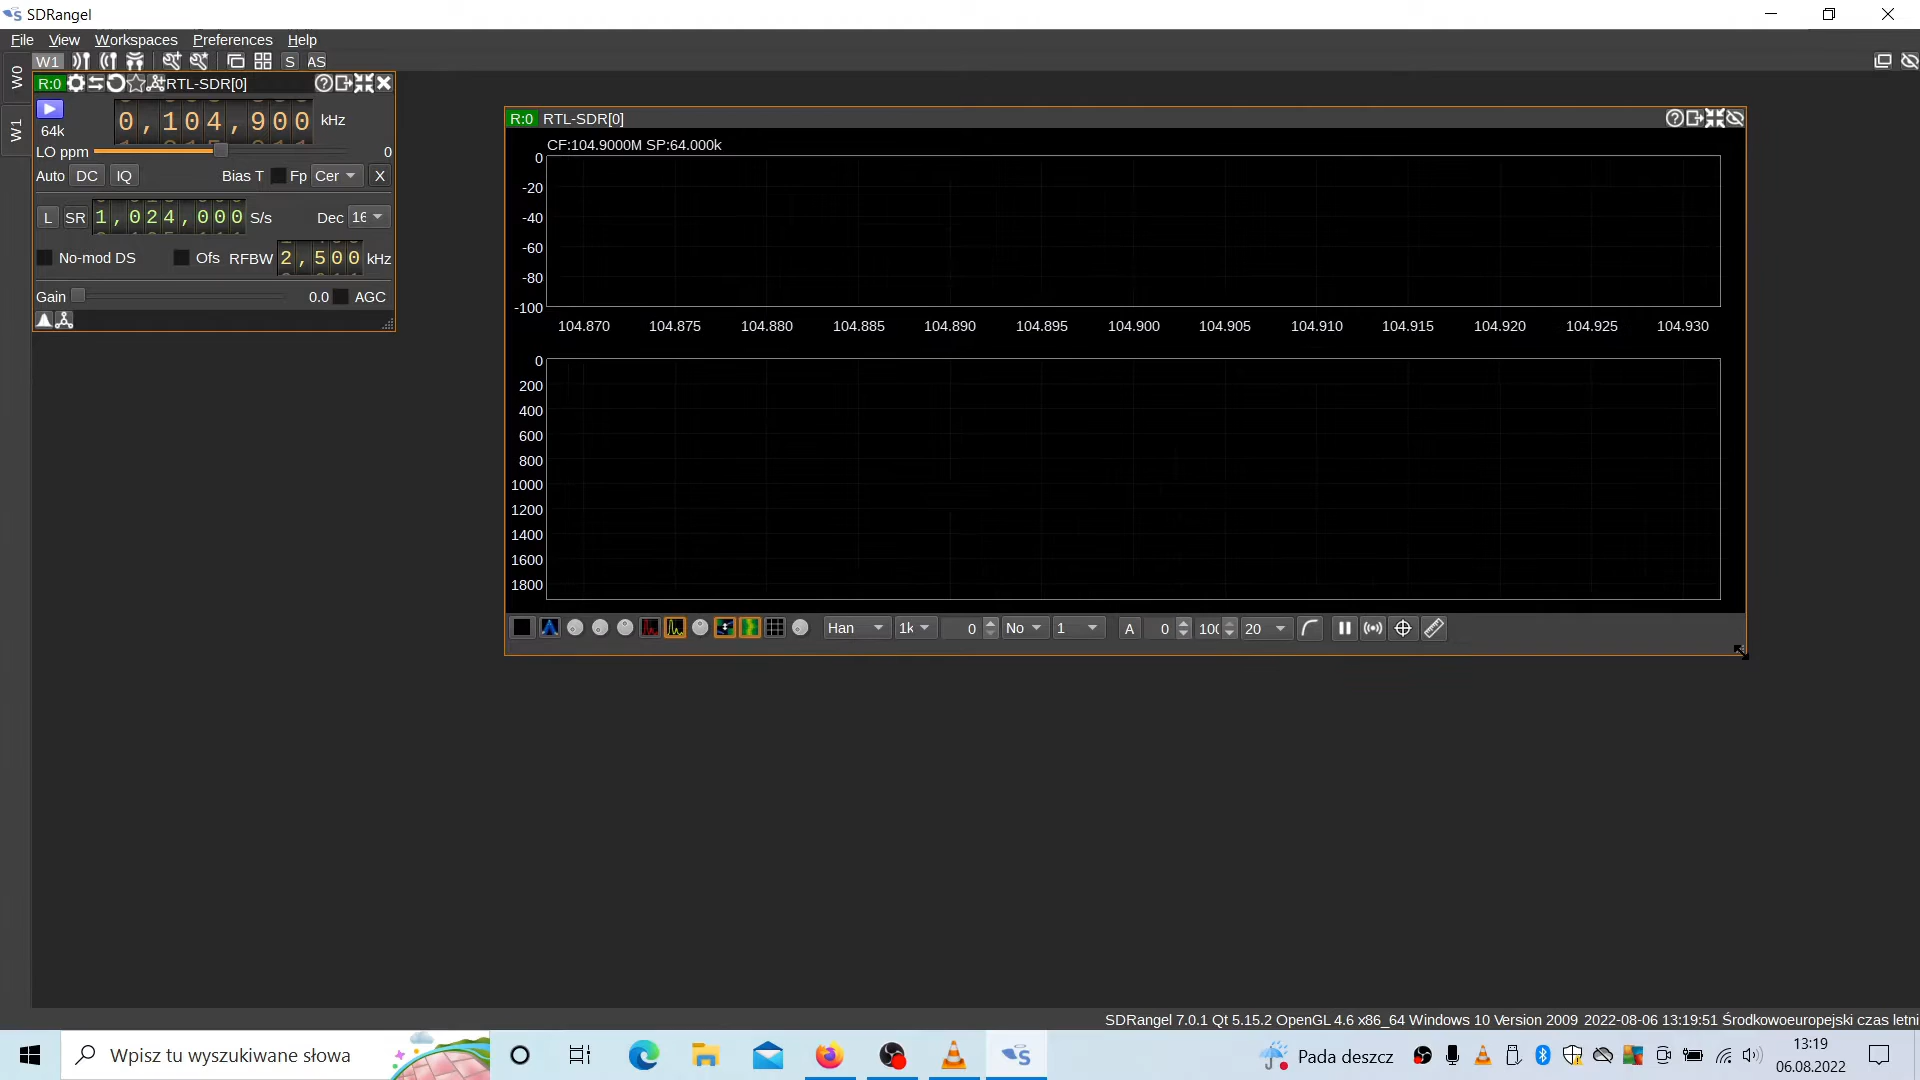 SDRangel
File View Workspaces Preferences Help
W0
W1
W1 S AS
R:0 RTL-SDR[0]
64k
0,104,900 kHz
LO ppm 0
Auto DC IQ Bias T Fp Cer X
L SR 1,024,000 S/s Dec 16
No-mod DS Ofs RFBW 2,500 kHz
Gain 0.0 AGC
R:0 RTL-SDR[0]
CF:104.9000M SP:64.000k
0
-20
-40
-60
-80
-100
104.870 104.875 104.880 104.885 104.890 104.895 104.900 104.905 104.910 104.915 104.920 104.925 104.930
0
200
400
600
800
1000
1200
1400
1600
1800
Han 1k 0 No 1 A 0 100 20
SDRangel 7.0.1 Qt 5.15.2 OpenGL 4.6 x86_64 Windows 10 Version 2009 2022-08-06 13:19:51 Środkowoeuropejski czas letni
Wpisz tu wyszukiwane słowa
Pada deszcz
13:19
06.08.2022